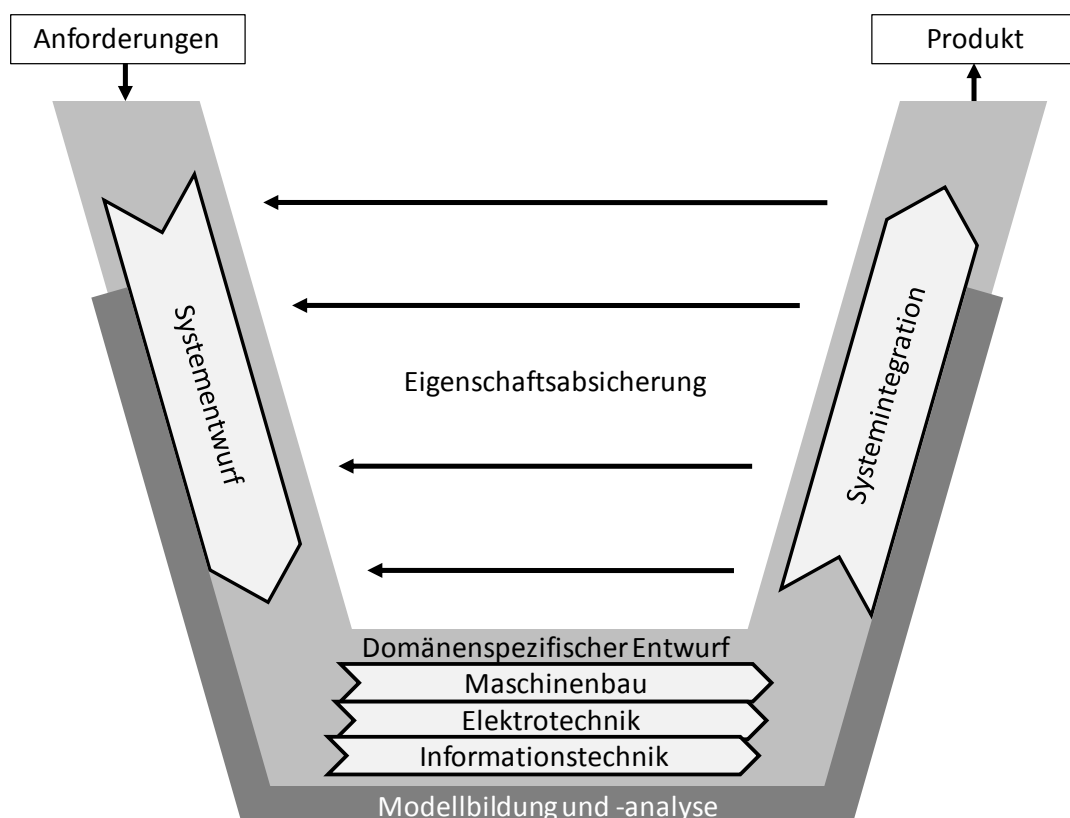 Anforderungen
Produkt
Systementwurf
Eigenschaftsabsicherung
Systemintegration
Domänenspezifischer Entwurf
Maschinenbau
Elektrotechnik
Informationstechnik
Modellbildung und -analyse